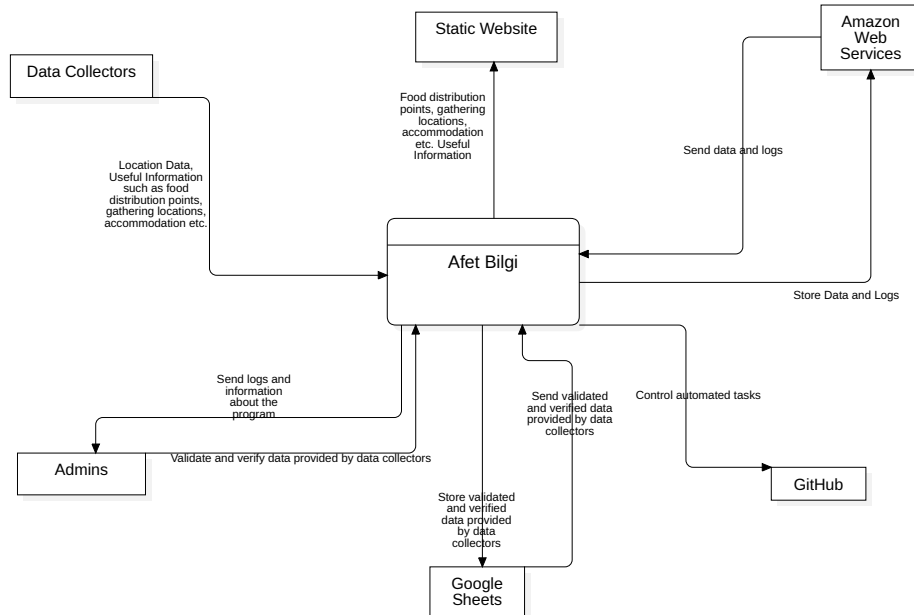 Static Website
Amazon
Web
Services
Data Collectors
Food distribution
points, gathering
locations,
accommodation
etc. Useful
Information
Send data and logs
Location Data,
Useful Information
such as food
distribution points,
gathering locations,
accommodation etc.
Afet Bilgi
Store Data and Logs
Send logs and
information
about the
program
Send validated
and verified data
provided by data
collectors
Control automated tasks
Admins
Validate and verify data provided by data collectors
GitHub
Store validated
and verified
data provided
by data
collectors
Google
Sheets